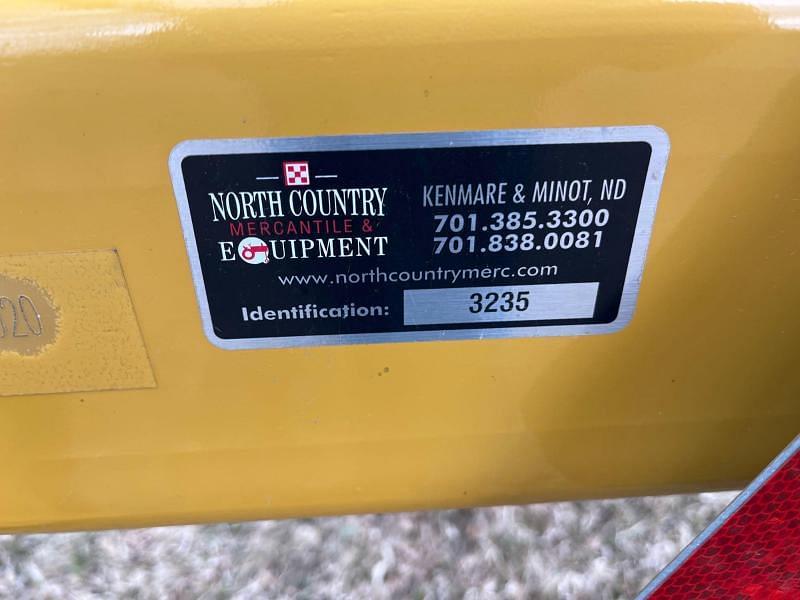 NORTH COUNTRY
MERCANTILE &
EQUIPMENT
KENMARE & MINOT, ND
701.385.3300
701.838.0081
www.northcountrymerc.com
Identification: 3235